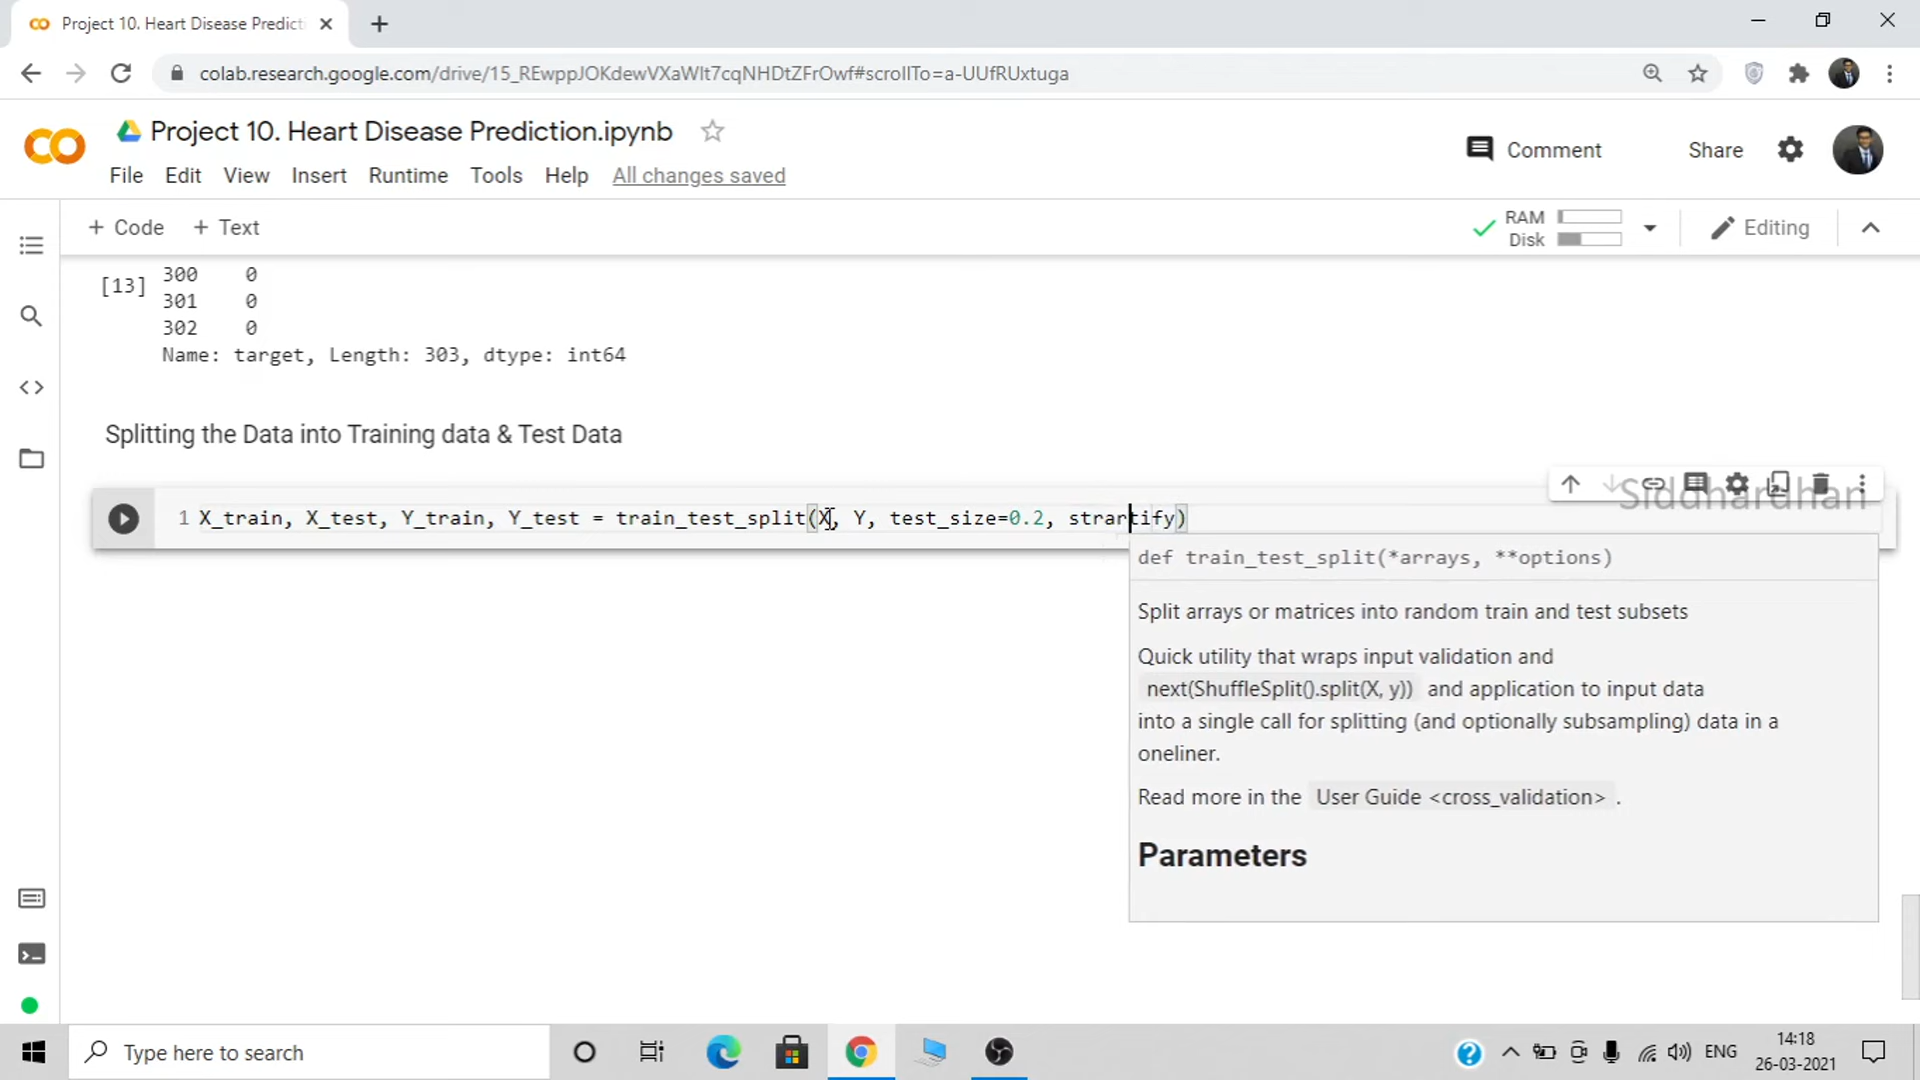 Project 10. Heart Disease Predicti
colab.research.google.com/drive/15_REwppJOKdewVXaWlt7cqNHDtZFrOwf#scrollTo=a-UUfRUxtuga
CO
Project 10. Heart Disease Prediction.ipynb
Comment
Share
File Edit View Insert Runtime Tools Help All changes saved
+ Code + Text
RAM
Disk
Editing
[13]
300 0
301 0
302 0
Name: target, Length: 303, dtype: int64
Splitting the Data into Training data & Test Data
Siddhardhan
1 X_train, X_test, Y_train, Y_test = train_test_split(X, Y, test_size=0.2, strartify)
def train_test_split(*arrays, **options)
Split arrays or matrices into random train and test subsets
Quick utility that wraps input validation and
next(ShuffleSplit().split(X, y)) and application to input data
into a single call for splitting (and optionally subsampling) data in a
oneliner.
Read more in the User Guide <cross_validation> .
Parameters
Type here to search
ENG
14:18
26-03-2021